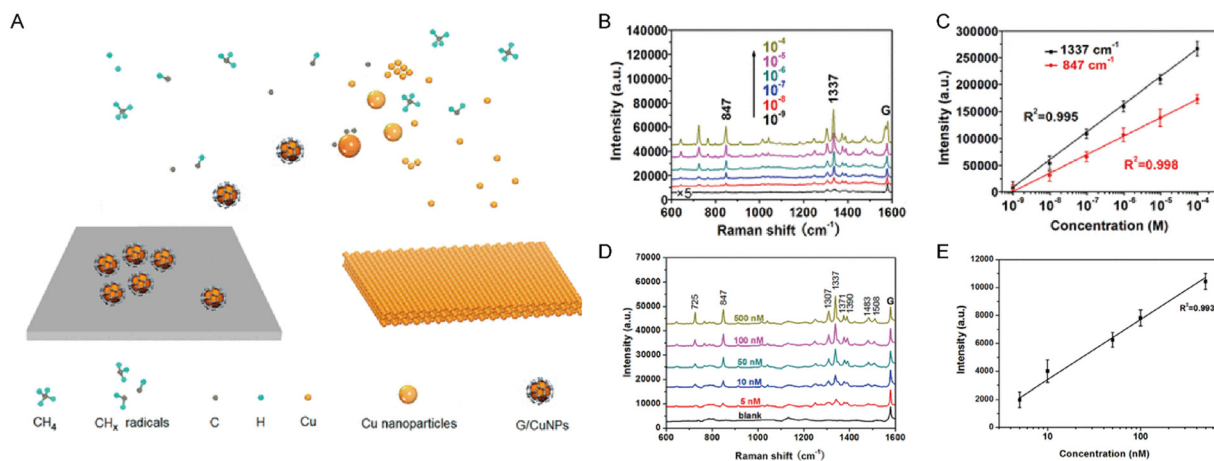 A
CH4
CHx radicals
C
H
Cu
Cu nanoparticles
G/CuNPs
B
Intensity (a.u.)
140000
120000
100000
80000
60000
40000
20000
0
10-4
10-5
10-6
10-7
10-8
10-9
847
1337
G
×5
600 800 1000 1200 1400 1600
Raman shift (cm-1)
C
Intensity (a.u.)
300000
250000
200000
150000
100000
50000
0
1337 cm-1
847 cm-1
R2=0.995
R2=0.998
10-9 10-8 10-7 10-6 10-5 10-4
Concentration (M)
D
Intensity (a.u.)
70000
60000
50000
40000
30000
20000
10000
0
725
847
1307
1337
1371
1390
1483
1508
G
500 nM
100 nM
50 nM
10 nM
5 nM
blank
600 800 1000 1200 1400 1600
Raman shift (cm-1)
E
Intensity (a.u.)
12000
10000
8000
6000
4000
2000
0
R2=0.993
10 100
Concentration (nM)